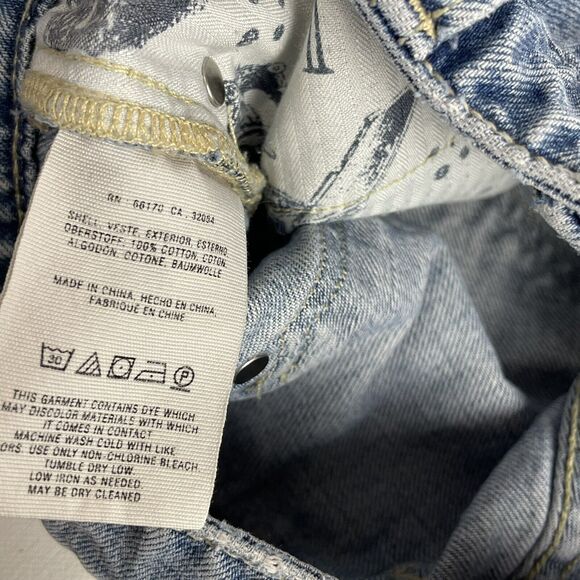 RN : 66170 CA : 32054
SHELL, VESTE, EXTERIOR, ESTERNO,
OBERSTOFF, 100% COTTON, COTON,
ALGODON, COTONE, BAUMWOLLE
MADE IN CHINA, HECHO EN CHINA,
FABRIQUE EN CHINE
30 P
THIS GARMENT CONTAINS DYE WHICH
MAY DISCOLOR MATERIALS WITH WHICH
IT COMES IN CONTACT
MACHINE WASH COLD WITH LIKE
ORS. USE ONLY NON-CHLORINE BLEACH.
TUMBLE DRY LOW.
LOW IRON AS NEEDED.
MAY BE DRY CLEANED